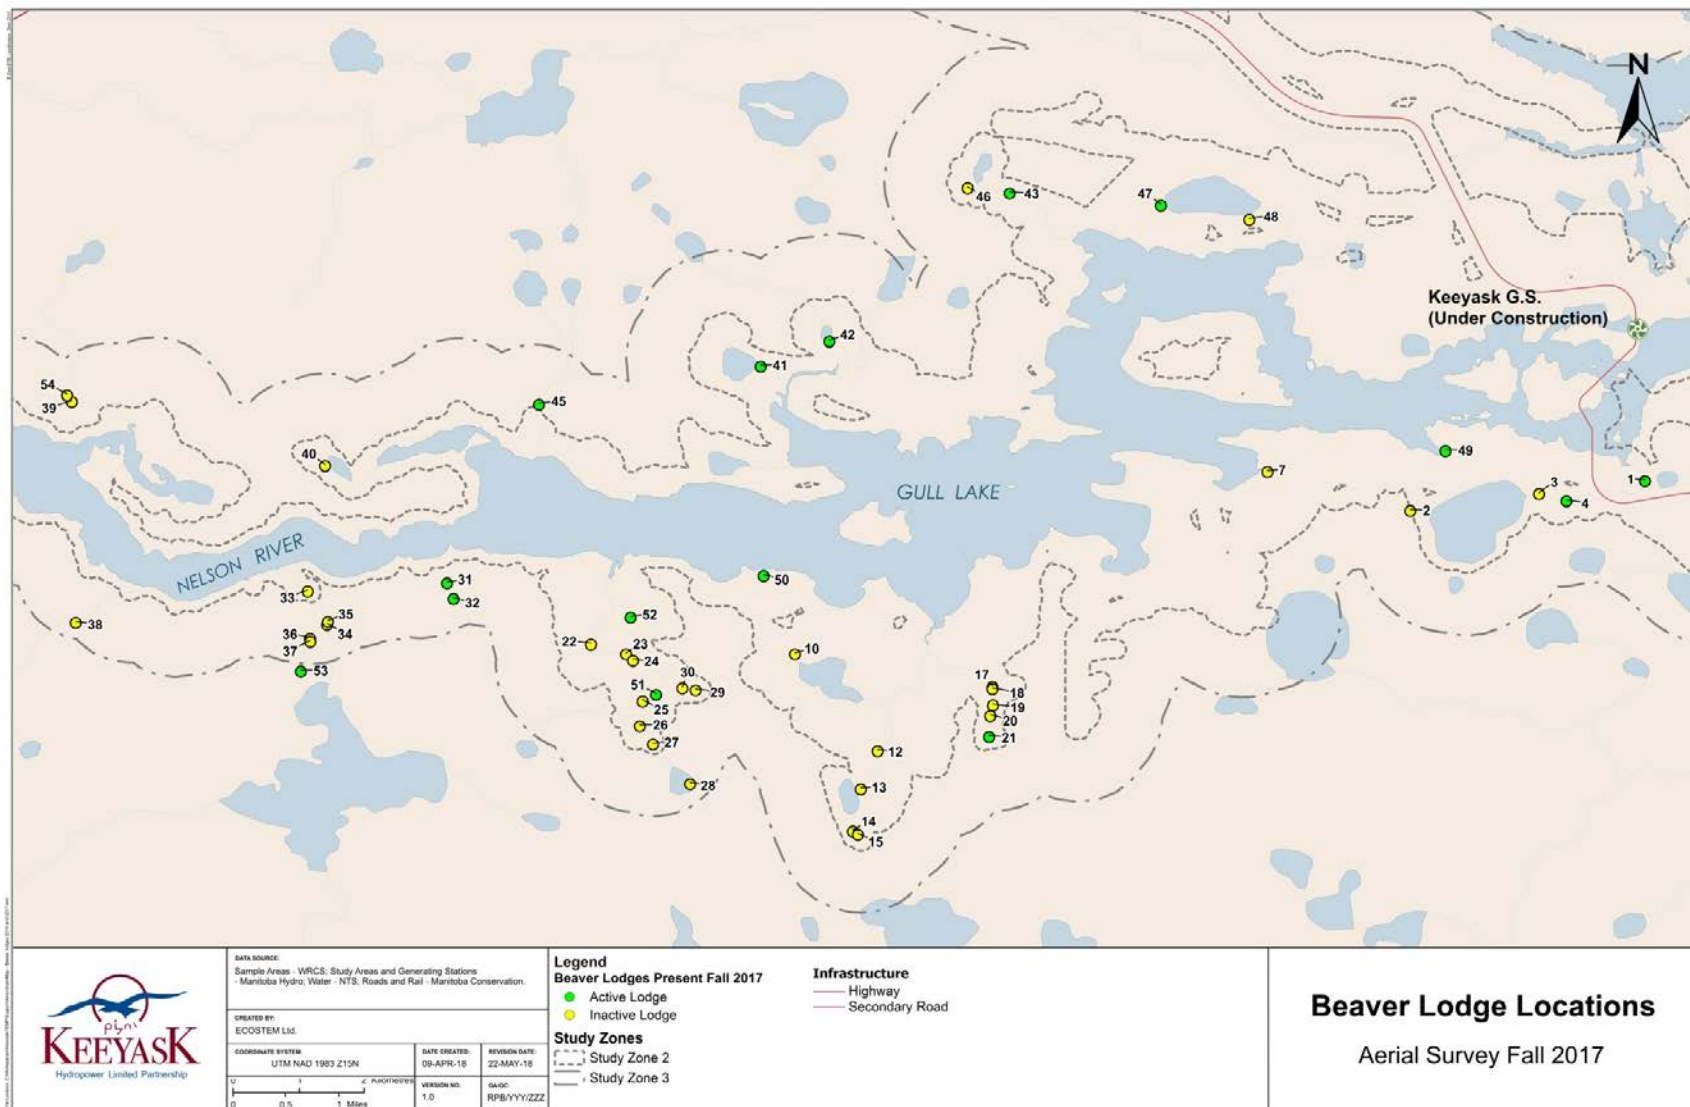 N
46
43
47
48
Keeyask G.S.
(Under Construction)
42
41
54
39
45
40
49
7
GULL LAKE
1
3
4
2
NELSON RIVER
31
32
50
33
38
35
34
36
37
53
52
22
23
24
10
30
29
51
25
26
27
28
17
18
19
20
21
12
13
14
15
KEEYASK
Hydropower Limited Partnership
DATA SOURCE:
Sample Areas - WRCS; Study Areas and Generating Stations
- Manitoba Hydro; Water - NTS; Roads and Rail - Manitoba Conservation.
CREATED BY:
ECOSTEM Ltd.
COORDINATE SYSTEM:
UTM NAD 1983 Z15N
DATE CREATED:
09-APR-18
REVISION DATE:
22-MAY-18
0 1 2 Kilometres
0 0.5 1 Miles
VERSION NO:
1.0
QA/QC:
RPB/YYY/ZZZ
Legend
Beaver Lodges Present Fall 2017
Active Lodge
Inactive Lodge
Study Zones
Study Zone 2
Study Zone 3
Infrastructure
Highway
Secondary Road
Beaver Lodge Locations
Aerial Survey Fall 2017